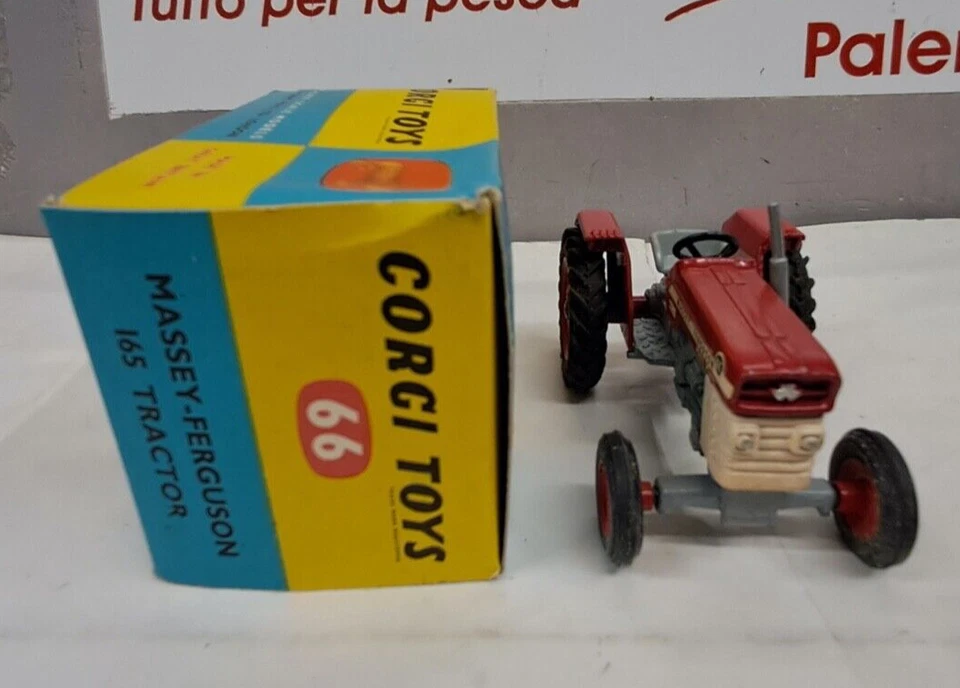 Tutto per la pesca
Paler
CORGI TOYS
CORGI TOYS
66
MASSEY-FERGUSON
165 TRACTOR